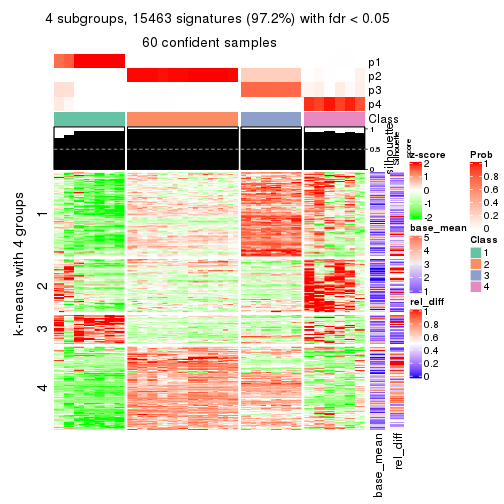 4 subgroups, 15463 signatures (97.2%) with fdr < 0.05
60 confident samples
p1
p2
p3
p4
Class
1
0.5
0
silhouettes
Silhouette
score
k-means with 4 groups
1
2
3
4
base_mean
rel_diff
z-score
2
1
0
-1
-2
base_mean
5
4
3
2
1
rel_diff
1
0.8
0.6
0.4
0.2
0
Prob
1
0.8
0.6
0.4
0.2
0
Class
1
2
3
4